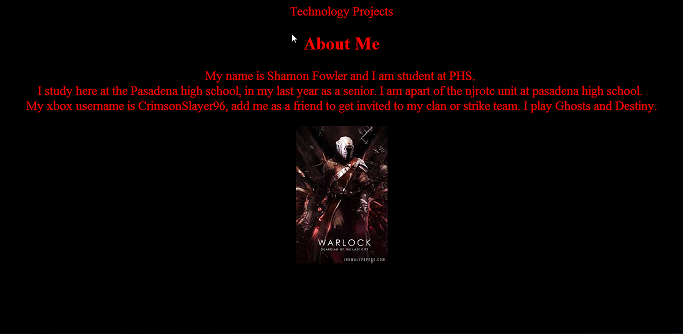 Technology Projects
About Me
My name is Shamon Fowler and I am student at PHS.
I study here at the Pasadena high school, in my last year as a senior. I am apart of the njrotc unit at pasadena high school.
My xbox username is CrimsonSlayer96, add me as a friend to get invited to my clan or strike team. I play Ghosts and Destiny.
WARLOCK
GUARDIAN OF THE LAST CITY